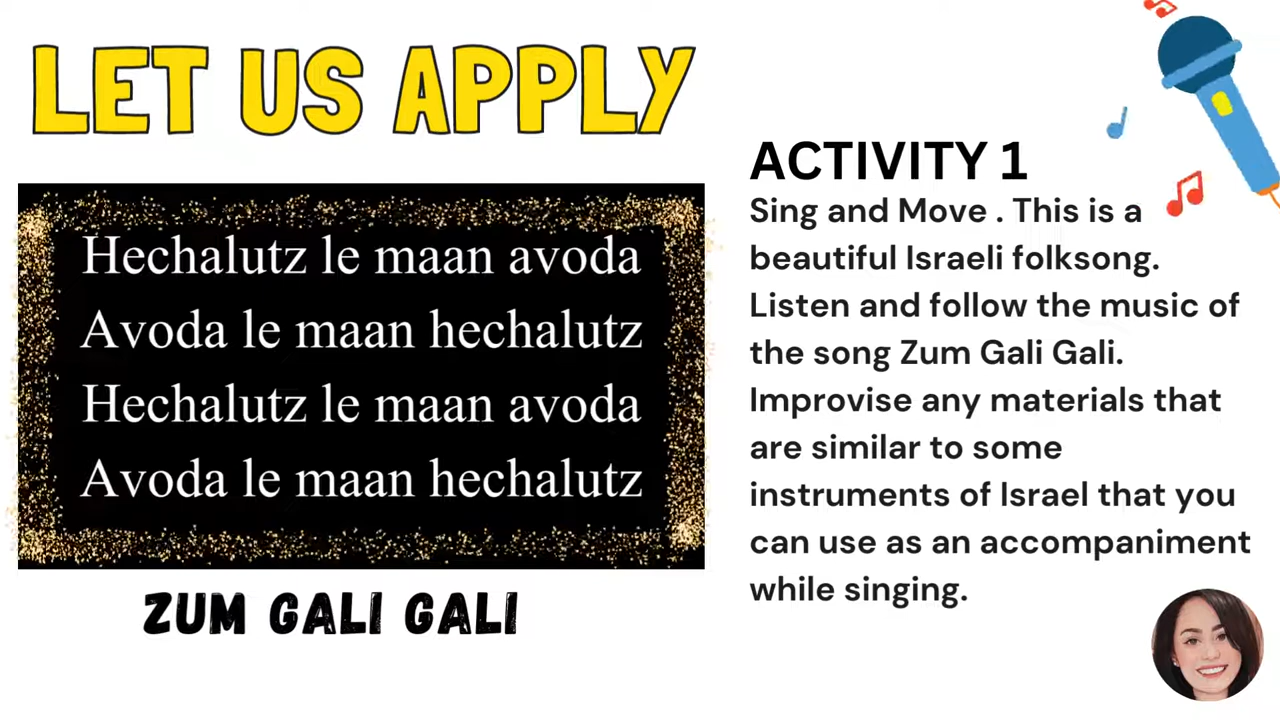 LET US APPLY
Hechalutz le maan avoda
Avoda le maan hechalutz
Hechalutz le maan avoda
Avoda le maan hechalutz
ZUM GALI GALI
ACTIVITY 1
Sing and Move . This is a
beautiful Israeli folksong.
Listen and follow the music of
the song Zum Gali Gali.
Improvise any materials that
are similar to some
instruments of Israel that you
can use as an accompaniment
while singing.